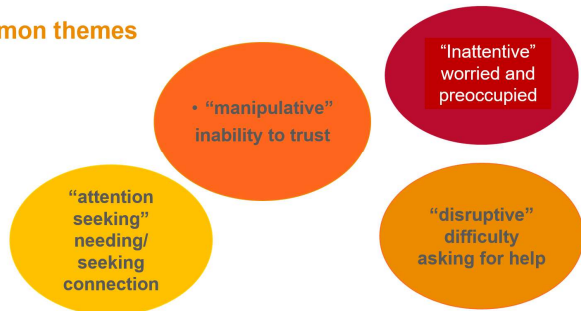 mon themes
“Inattentive”
worried and
preoccupied
• “manipulative”
inability to trust
“attention
seeking”
needing/
seeking
connection
“disruptive”
difficulty
asking for help